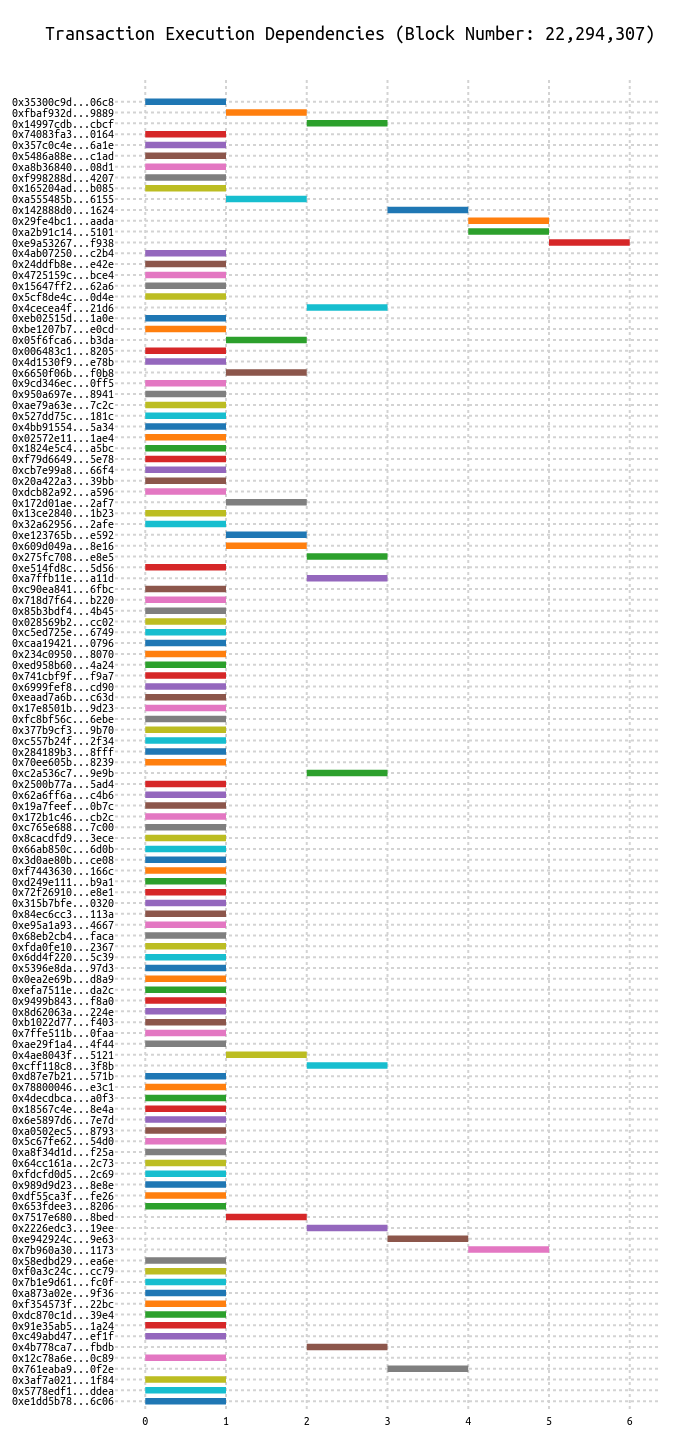 Transaction Execution Dependencies (Block Number: 22,294,307)
0x35300c9d...06c8
0xfbaf932d...9889
0x14997cdb...cbcf
0x74083fa3...0164
0x357c0c4e...6a1e
0x5486a88e...c1ad
0xa8b36840...08d1
0xf998288d...4207
0x165204ad...b085
0xa555485b...6155
0x142888d0...1624
0x29fe4bc1...aada
0xa2b91c14...5101
0xe9a53267...f938
0x4ab07250...c2b4
0x24ddfb8e...e42e
0x4725159c...bce4
0x15647ff2...62a6
0x5cf8de4c...0d4e
0x4cecea4f...21d6
0xeb02515d...1a0e
0xbe1207b7...e0cd
0x05f6fca6...b3da
0x006483c1...8205
0x4d1530f9...e78b
0x6650f06b...f0b8
0x9cd346ec...0ff5
0x950a697e...8941
0xae79a63e...7c2c
0x527dd75c...181c
0x4bb91554...5a34
0x02572e11...1ae4
0x1824e5c4...a5bc
0xf79d6649...5e78
0xcb7e99a8...66f4
0x20a422a3...39bb
0xdcb82a92...a596
0x172d01ae...2af7
0x13ce2840...1b23
0x32a62956...2afe
0xe123765b...e592
0x609d049a...8e16
0x275fc708...e8e5
0xe514fd8c...5d56
0xa7ffb11e...a11d
0xc90ea841...6fbc
0x718d7f64...b220
0x85b3bdf4...4b45
0x028569b2...cc02
0xc5ed725e...6749
0xcaa19421...0796
0x234c0950...8070
0xed958b60...4a24
0x741cbf9f...f9a7
0x6999fef8...cd90
0xeaad7a6b...c63d
0x17e8501b...9d23
0xfc8bf56c...6ebe
0x377b9cf3...9b70
0xc557b24f...2f34
0x284189b3...8fff
0x70ee605b...8239
0xc2a536c7...9e9b
0x2500b77a...5ad4
0x62a6ff6a...c4b6
0x19a7feef...0b7c
0x172b1c46...cb2c
0xc765e688...7c00
0x8cacdfd9...3ece
0x66ab850c...6d0b
0x3d0ae80b...ce08
0xf7443630...166c
0xd249e111...b9a1
0x72f26910...e8e1
0x315b7bfe...0320
0x84ec6cc3...113a
0xe95a1a93...4667
0x68eb2cb4...faca
0xfda0fe10...2367
0x6dd4f220...5c39
0x5396e8da...97d3
0x0ea2e69b...d8a9
0xefa7511e...da2c
0x9499b843...f8a0
0x8d62063a...224e
0xb1022d77...f403
0x7ffe511b...0faa
0xae29f1a4...4f44
0x4ae8043f...5121
0xcff118c8...3f8b
0xd87e7b21...571b
0x78800046...e3c1
0x4decdbca...a0f3
0x18567c4e...8e4a
0x6e5897d6...7e7d
0xa0502ec5...8793
0x5c67fe62...54d0
0xa8f34d1d...f25a
0x64cc161a...2c73
0xfdcfd0d5...2c69
0x989d9d23...8e8e
0xdf55ca3f...fe26
0x653fdee3...8206
0x7517e680...8bed
0x2226edc3...19ee
0xe942924c...9e63
0x7b960a30...1173
0x58edbd29...ea6e
0xf0a3c24c...cc79
0x7b1e9d61...fc0f
0xa873a02e...9f36
0xf354573f...22bc
0xdc870c1d...39e4
0x91e35ab5...1a24
0xc49abd47...ef1f
0x4b778ca7...fbdb
0x12c78a6e...0c89
0x761eaba9...0f2e
0x3af7a021...1f84
0x5778edf1...ddea
0xe1dd5b78...6c06
0 1 2 3 4 5 6